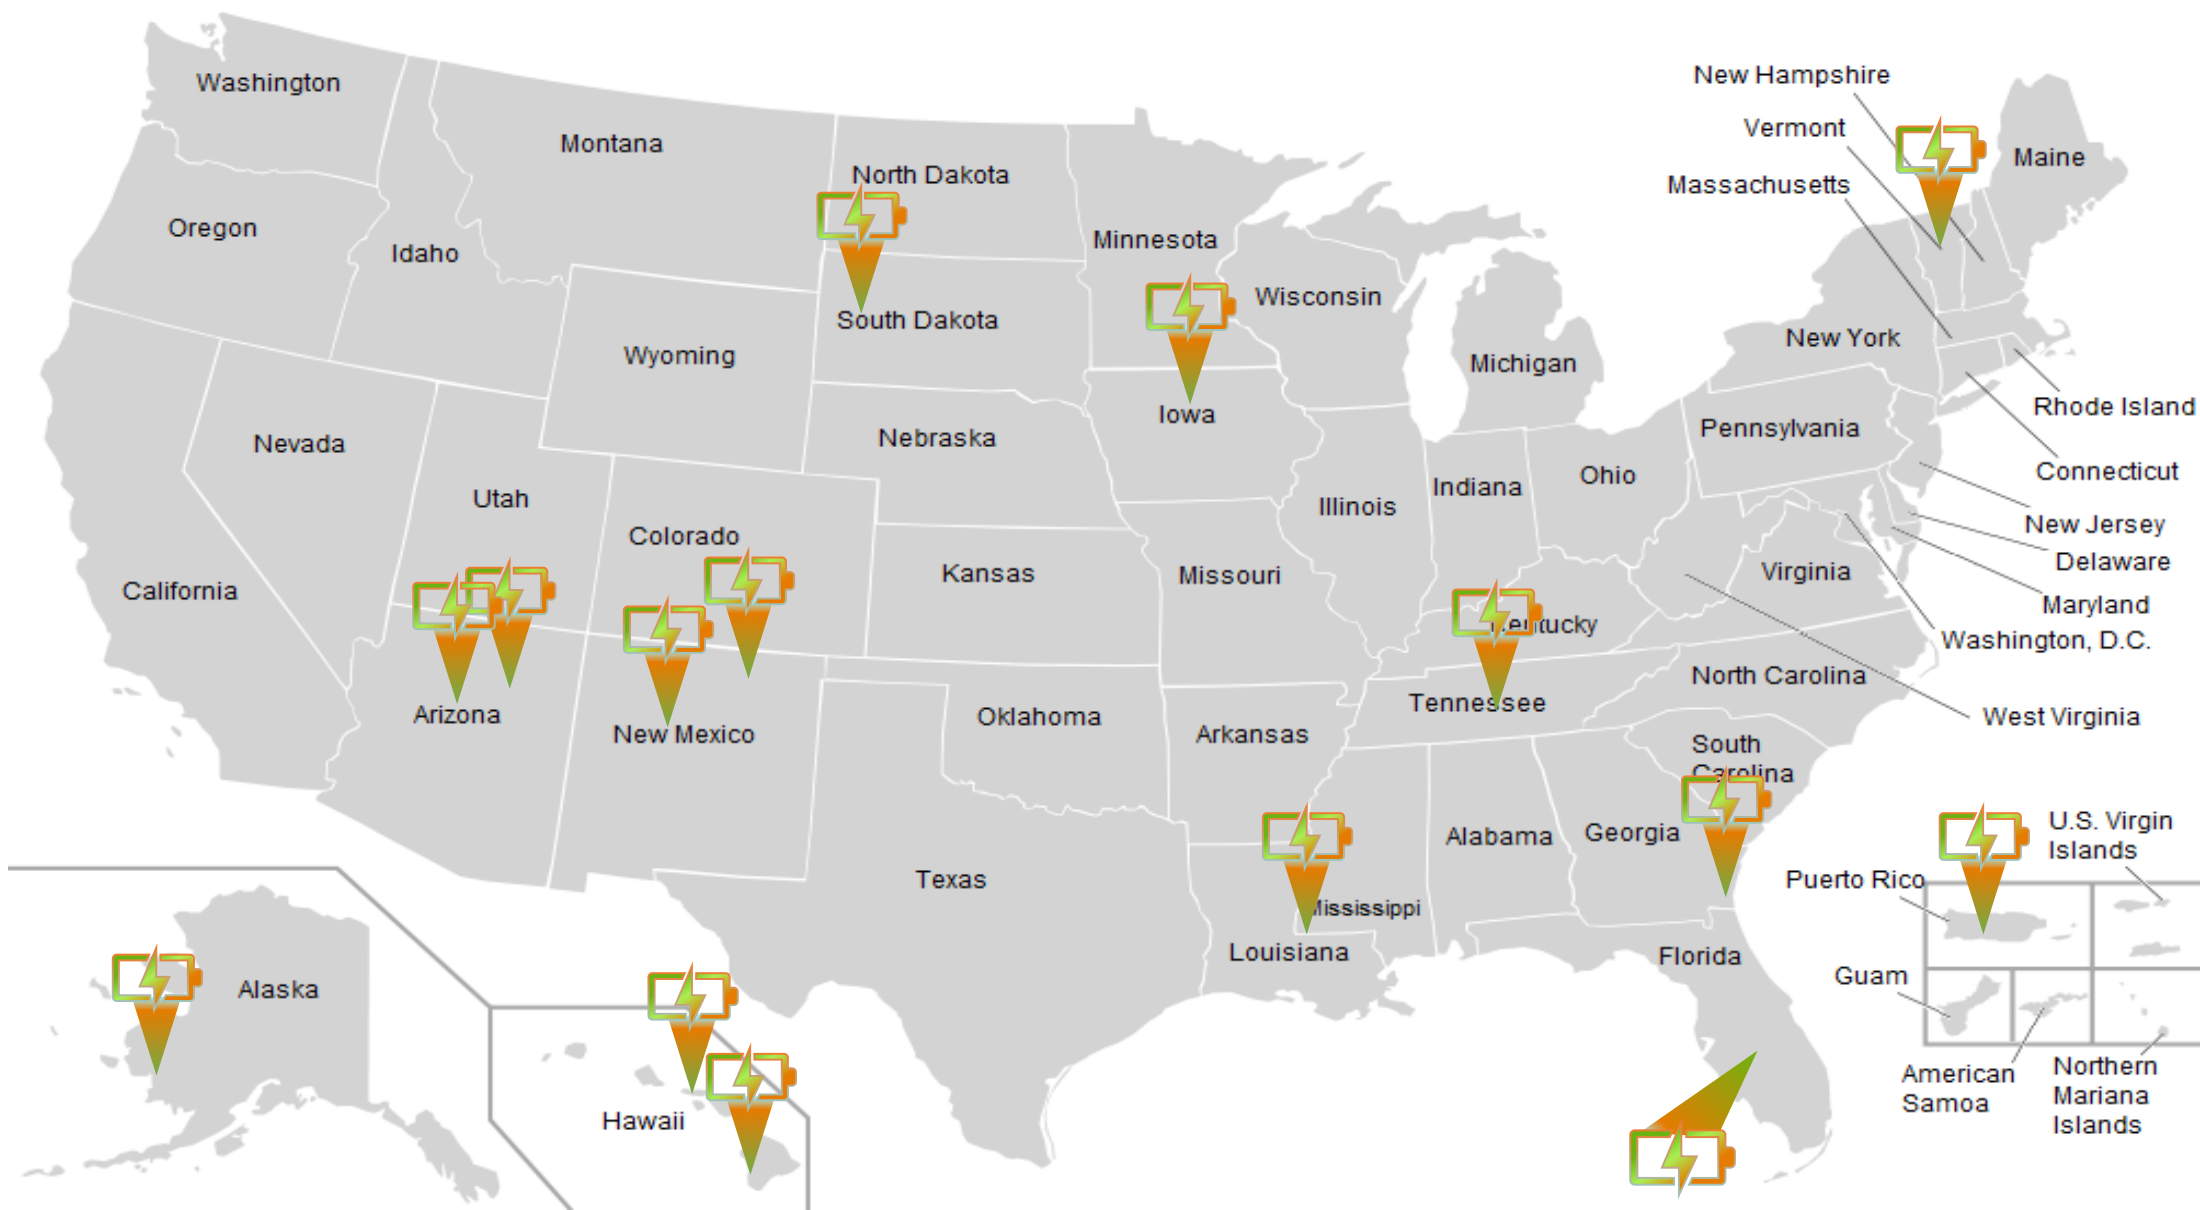 Washington
Montana
North Dakota
Minnesota
New Hampshire
Vermont
Massachusetts
Maine
Oregon
Idaho
South Dakota
Wisconsin
Wyoming
Michigan
New York
Rhode Island
Iowa
Nebraska
Pennsylvania
Nevada
Connecticut
Utah
Ohio
Indiana
Illinois
New Jersey
Colorado
Delaware
California
Kansas
Missouri
Virginia
Maryland
Kentucky
Washington, D.C.
North Carolina
West Virginia
Arizona
New Mexico
Oklahoma
Arkansas
Tennessee
South
Carolina
Texas
Alabama
Georgia
U.S. Virgin
Islands
Puerto Rico
Mississippi
Louisiana
Florida
Guam
Alaska
Hawaii
American
Samoa
Northern
Mariana
Islands